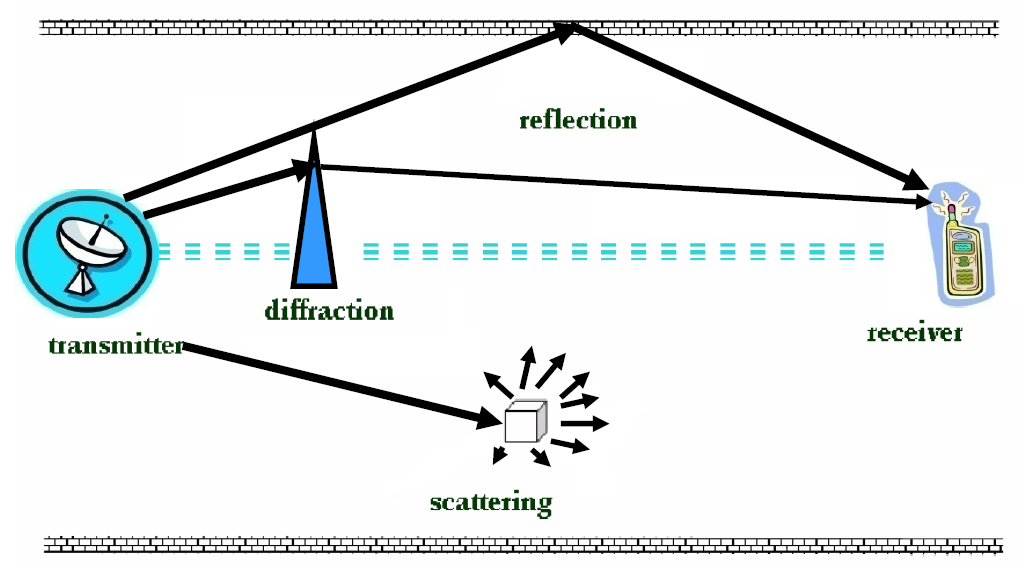 reflection
diffraction
transmitter
receiver
scattering